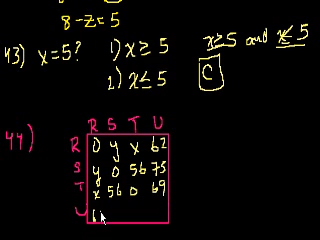 8-z=5
43) x=5? 1) x≥5 x≥5 and x≤5
2) x≤5 C
44) R S T U
R 0 y x 62
S y 0 56 75
T x 56 0 69
U 6